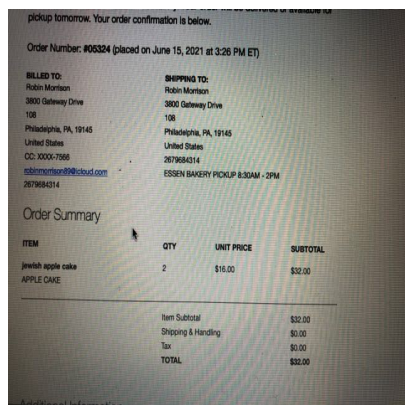 pickup tomorrow. Your order confirmation is below.
Order Number: #05324 (placed on June 15, 2021 at 3:26 PM ET)
BILLED TO:
Robin Morrison
3800 Gateway Drive
108
Philadelphia, PA, 19145
United States
CC: XXXX-7566
robinmorrison89@icloud.com
2679684314
SHIPPING TO:
Robin Morrison
3800 Gateway Drive
108
Philadelphia, PA, 19145
United States
2679684314
ESSEN BAKERY PICKUP 8:30AM - 2PM
Order Summary
ITEM QTY UNIT PRICE SUBTOTAL
jewish apple cake 2 $16.00 $32.00
APPLE CAKE
Item Subtotal $32.00
Shipping & Handling $0.00
Tax $0.00
TOTAL $32.00